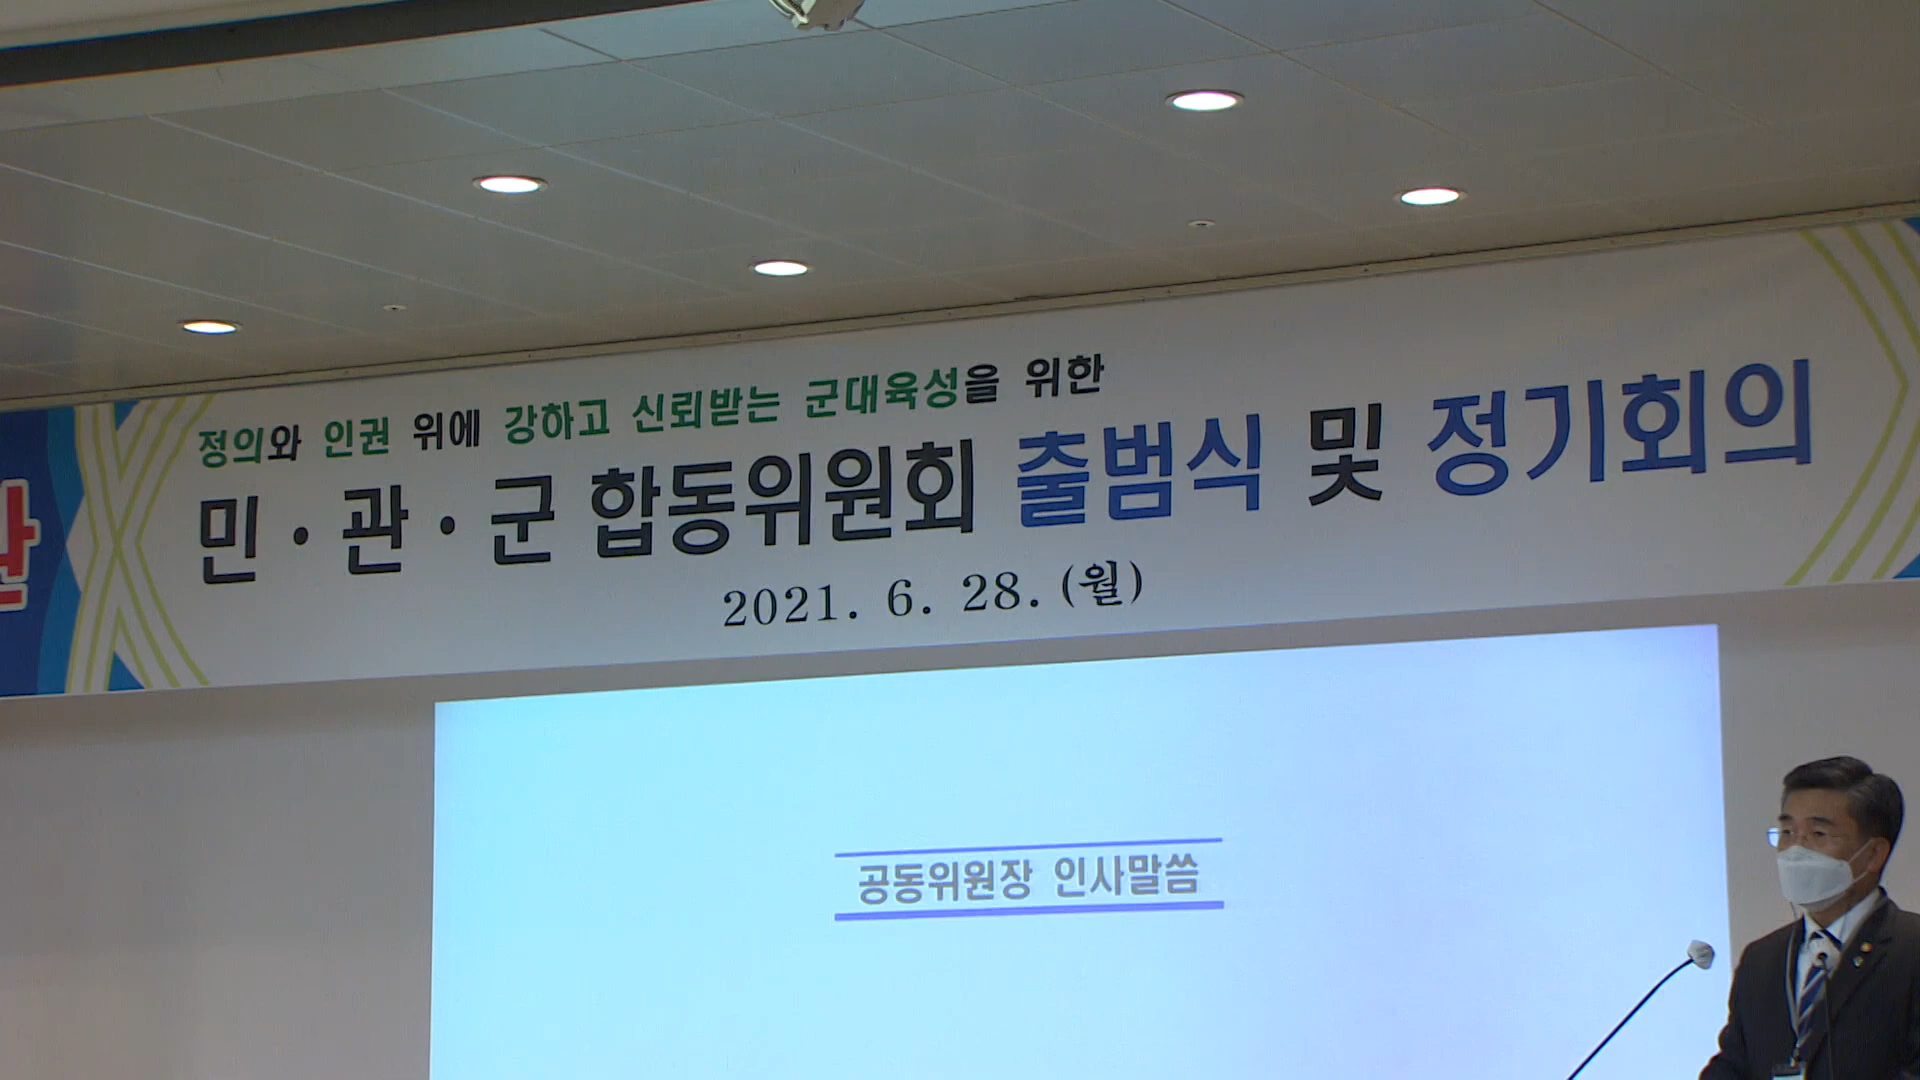 정의와 인권 위에 강하고 신뢰받는 군대육성을 위한
민·관·군 합동위원회 출범식 및 정기회의
2021. 6. 28. (월)
공동위원장 인사말씀